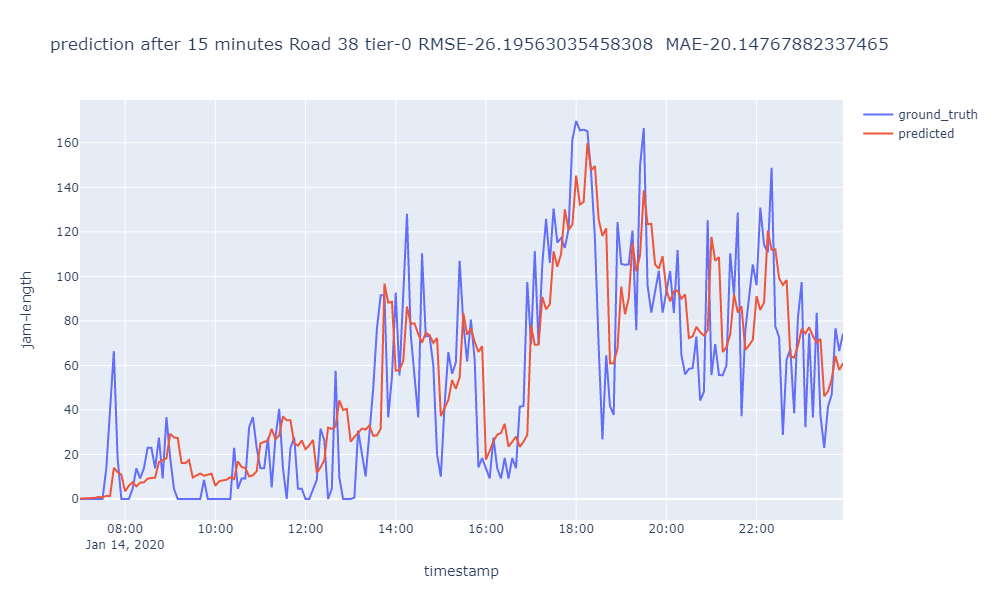 prediction after 15 minutes Road 38 tier-0 RMSE-26.19563035458308  MAE-20.14767882337465
ground_truth
predicted
jam-length
160
140
120
100
80
60
40
20
0
08:00 10:00 12:00 14:00 16:00 18:00 20:00 22:00
Jan 14, 2020
timestamp